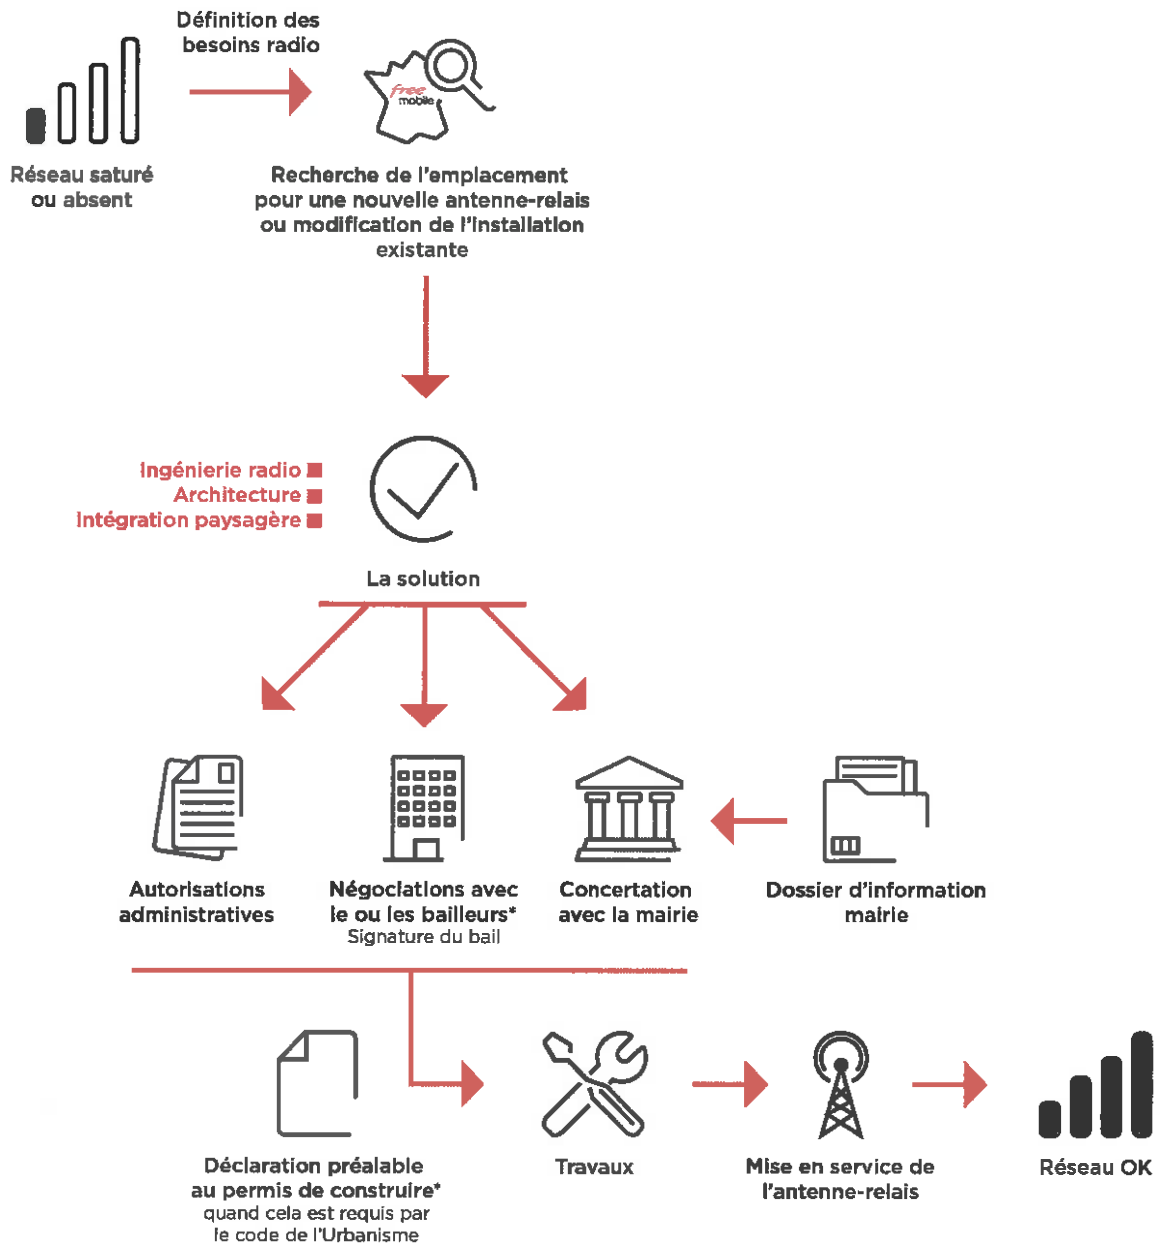 Définition des
besoins radio
free
mobile
Réseau saturé
ou absent
Recherche de l'emplacement
pour une nouvelle antenne-relais
ou modification de l'installation
existante
Ingénierie radio
Architecture
Intégration paysagère
La solution
Autorisations
administratives
Négociations avec
le ou les bailleurs*
Signature du bail
Concertation
avec la mairie
Dossier d'information
mairie
Déclaration préalable
au permis de construire*
quand cela est requis par
le code de l'Urbanisme
Travaux
Mise en service de
l'antenne-relais
Réseau OK